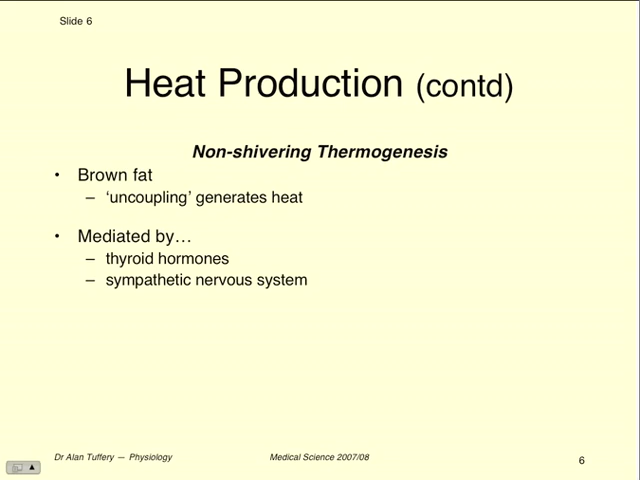 Slide 6
Heat Production (contd)
Non-shivering Thermogenesis
• Brown fat
– ‘uncoupling’ generates heat
• Mediated by…
– thyroid hormones
– sympathetic nervous system
Dr Alan Tuffery — Physiology
Medical Science 2007/08
6